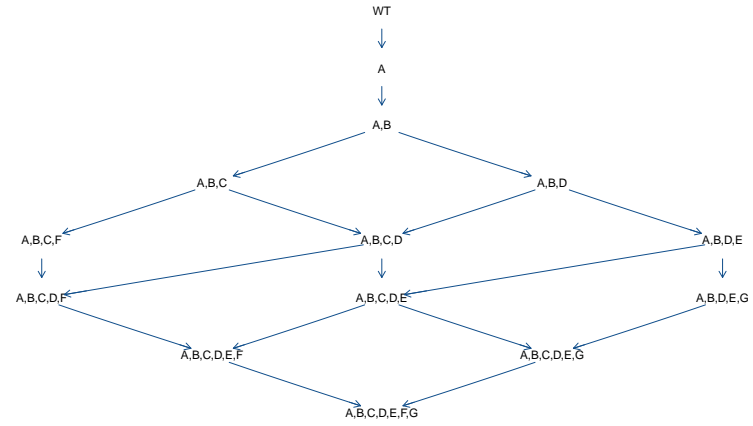 WT
A
A,B
A,B,C
A,B,D
A,B,C,F
A,B,C,D
A,B,D,E
A,B,C,D,F
A,B,C,D,E
A,B,D,E,G
A,B,C,D,E,F
A,B,C,D,E,G
A,B,C,D,E,F,G